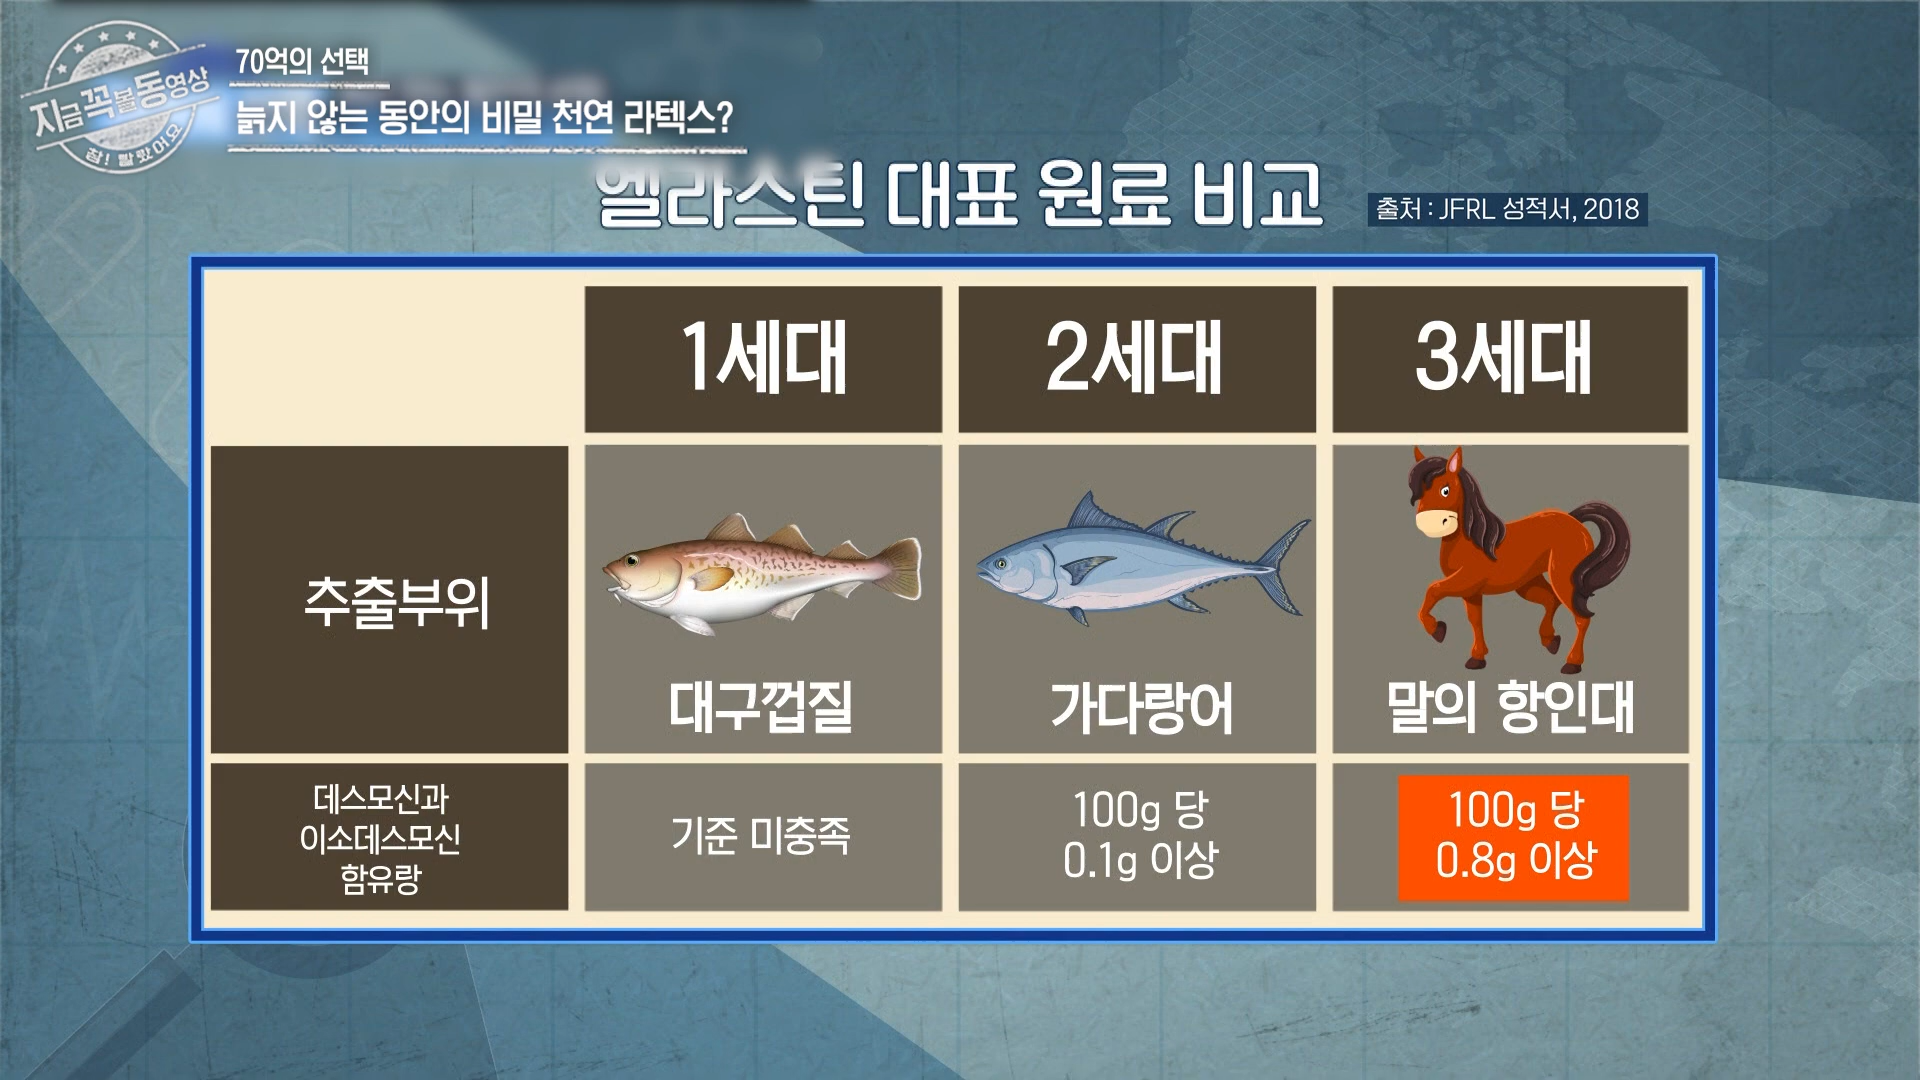 지금 꼭 볼 동영상
참! 빨랐어요
70억의 선택
늙지 않는 동안의 비밀 천연 라텍스?
엘라스틴 대표 원료 비교
출처 : JFRL 성적서, 2018
1세대
2세대
3세대
추출부위
대구껍질
가다랑어
말의 항인대
데스모신과
이소데스모신
함유량
기준 미충족
100g 당
0.1g 이상
100g 당
0.8g 이상